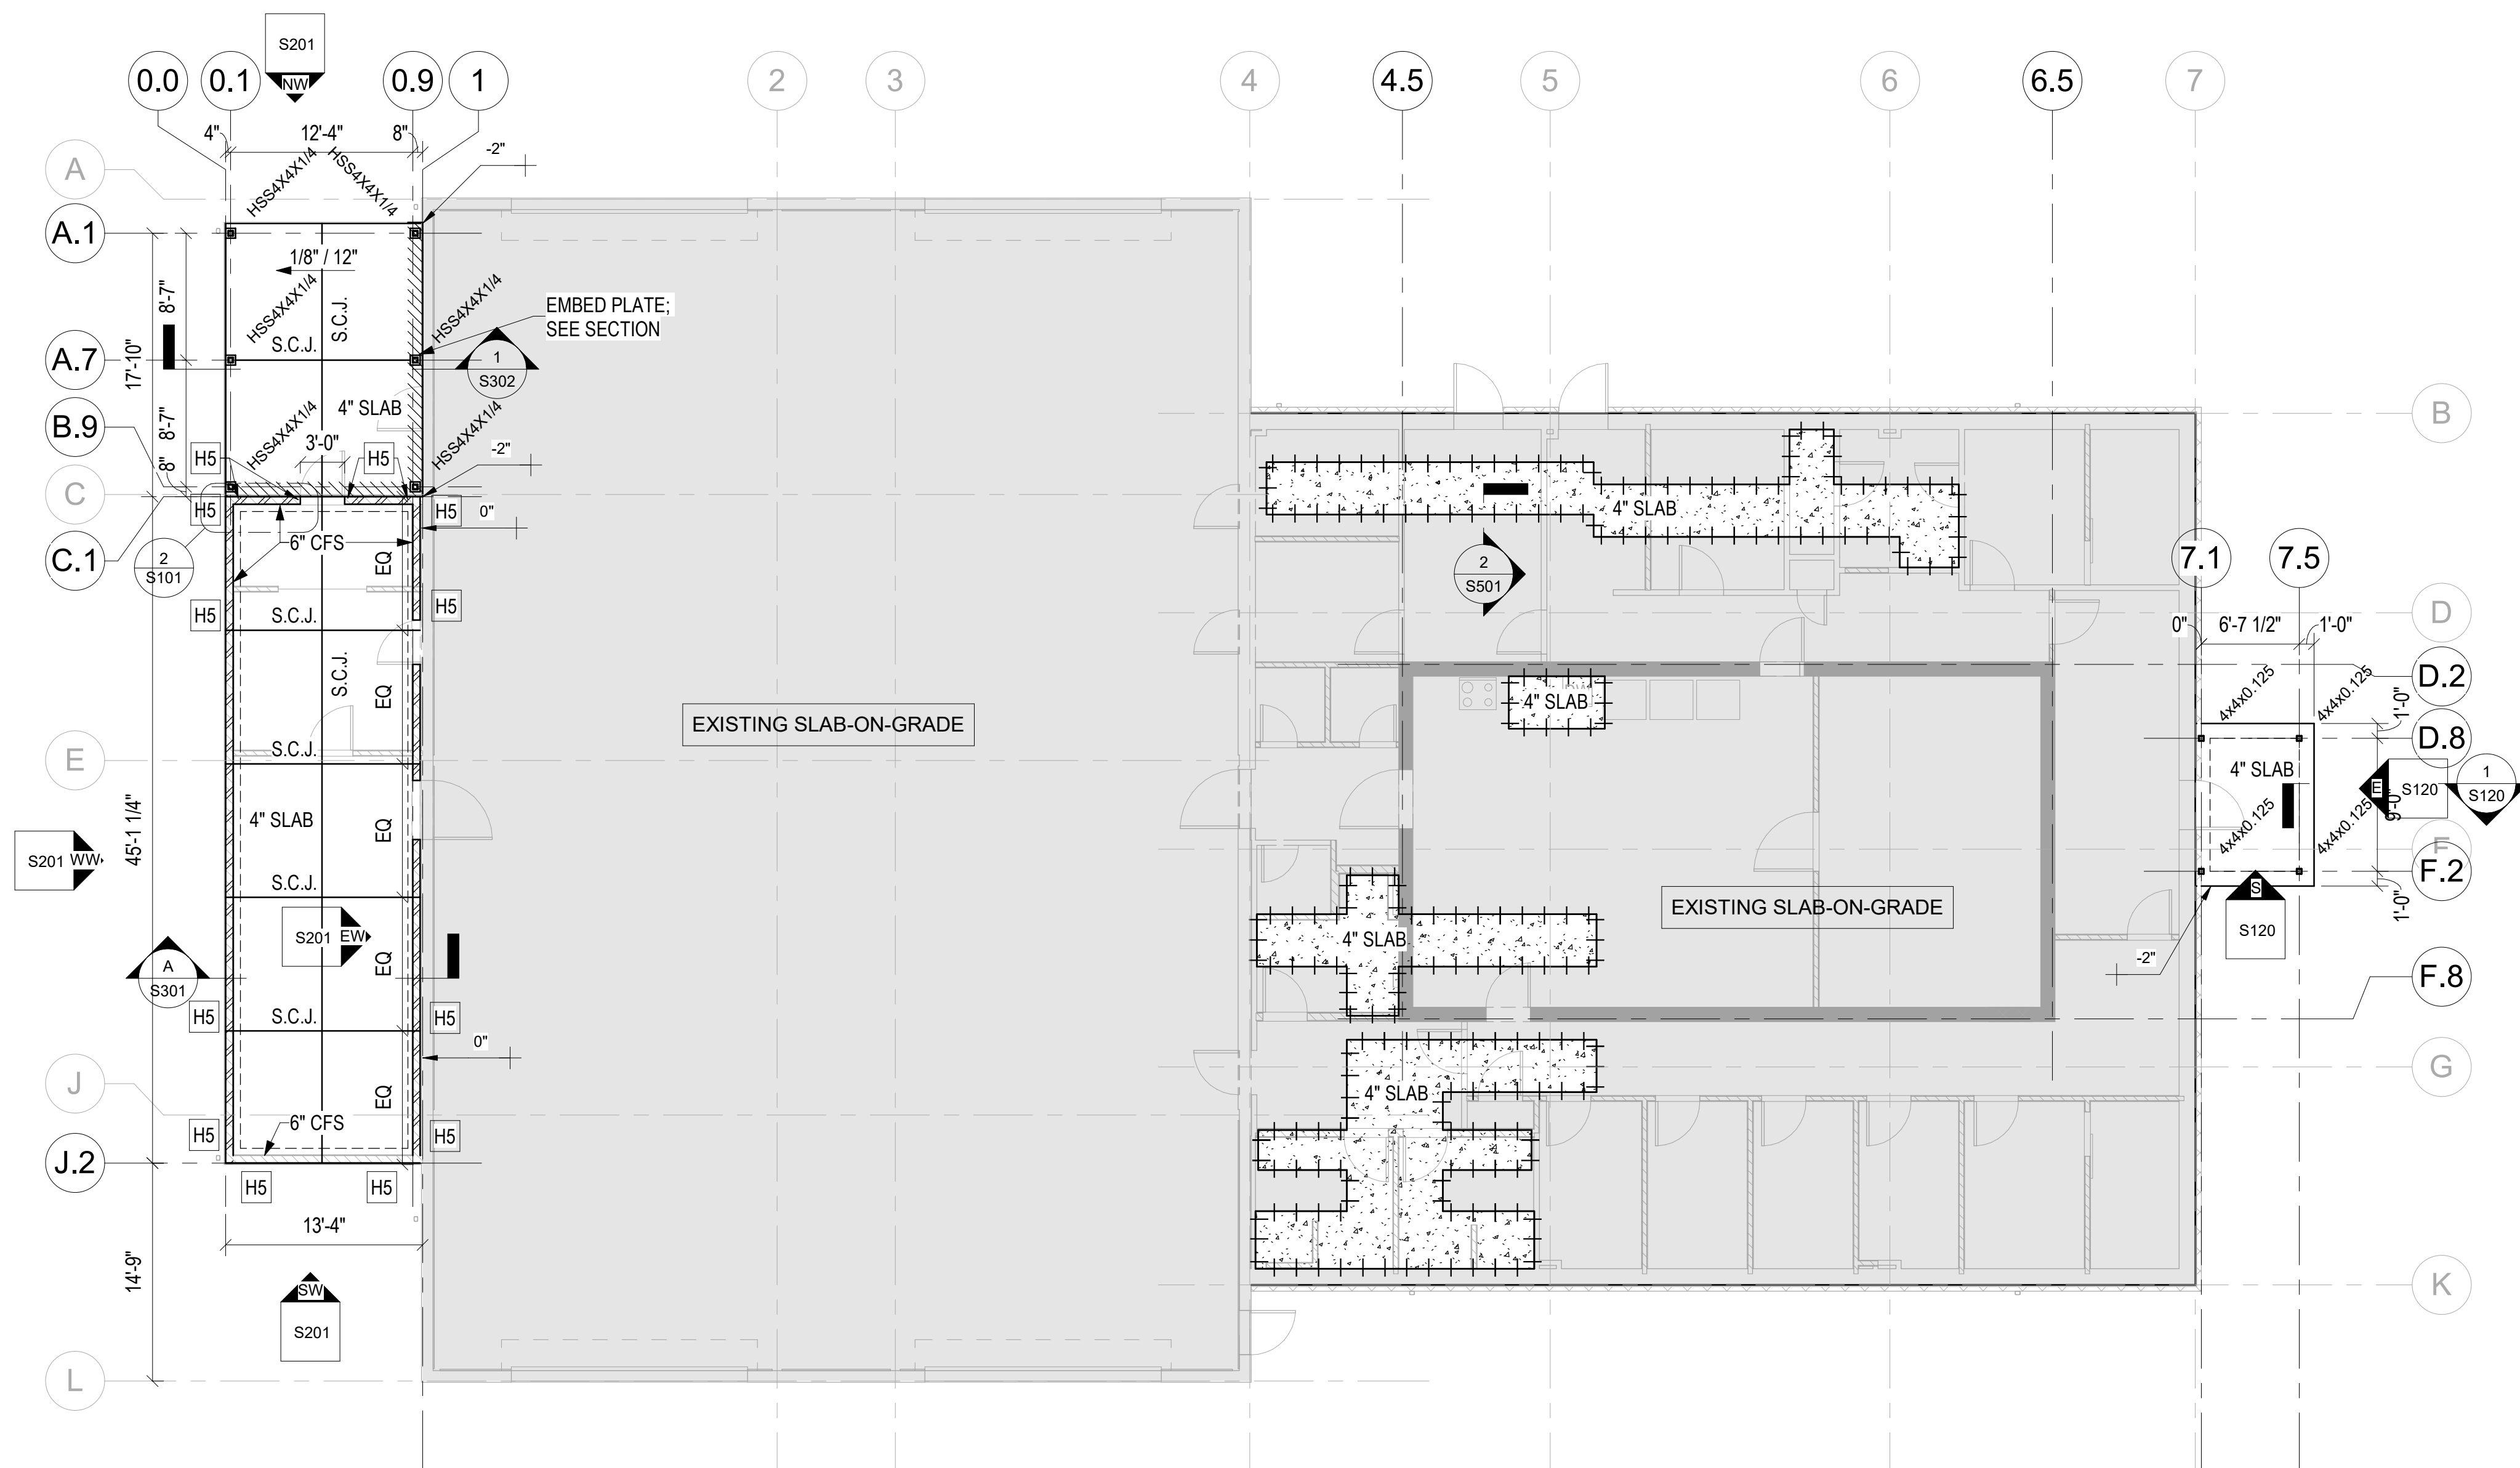 S201
NW
0.0
0.1
0.9
1
2
3
4
4.5
5
6
6.5
7
4"
12'-4"
8"
-2"
A
HSS4X4X1/4
HSS4X4X1/4
A.1
1/8" / 12"
8'-7"
HSS4X4X1/4
S.C.J.
HSS4X4X1/4
EMBED PLATE;
SEE SECTION
S.C.J.
A.7
17'-10"
1
S302
4" SLAB
B
B.9
8'-7"
HSS4X4X1/4
HSS4X4X1/4
3'-0"
-2"
H5
H5
8"
C
H5
H5
0"
4" SLAB
6" CFS
C.1
2
S101
EQ
2
S501
7.1
7.5
H5
S.C.J.
H5
D
0"
6'-7 1/2"
1'-0"
S.C.J.
EQ
D.2
4x4x0.125
4x4x0.125
1'-0"
4" SLAB
EXISTING SLAB-ON-GRADE
D.8
S.C.J.
E
4" SLAB
E
S120
1
S120
9'-0"
4" SLAB
EQ
45'-1 1/4"
4x4x0.125
4x4x0.125
F
F.2
S201
WW
S.C.J.
S
S120
1'-0"
EXISTING SLAB-ON-GRADE
S201
EW
4" SLAB
EQ
-2"
A
S301
F.8
H5
S.C.J.
H5
0"
G
J
EQ
4" SLAB
6" CFS
H5
H5
J.2
H5
H5
13'-4"
14'-9"
K
SW
S201
L